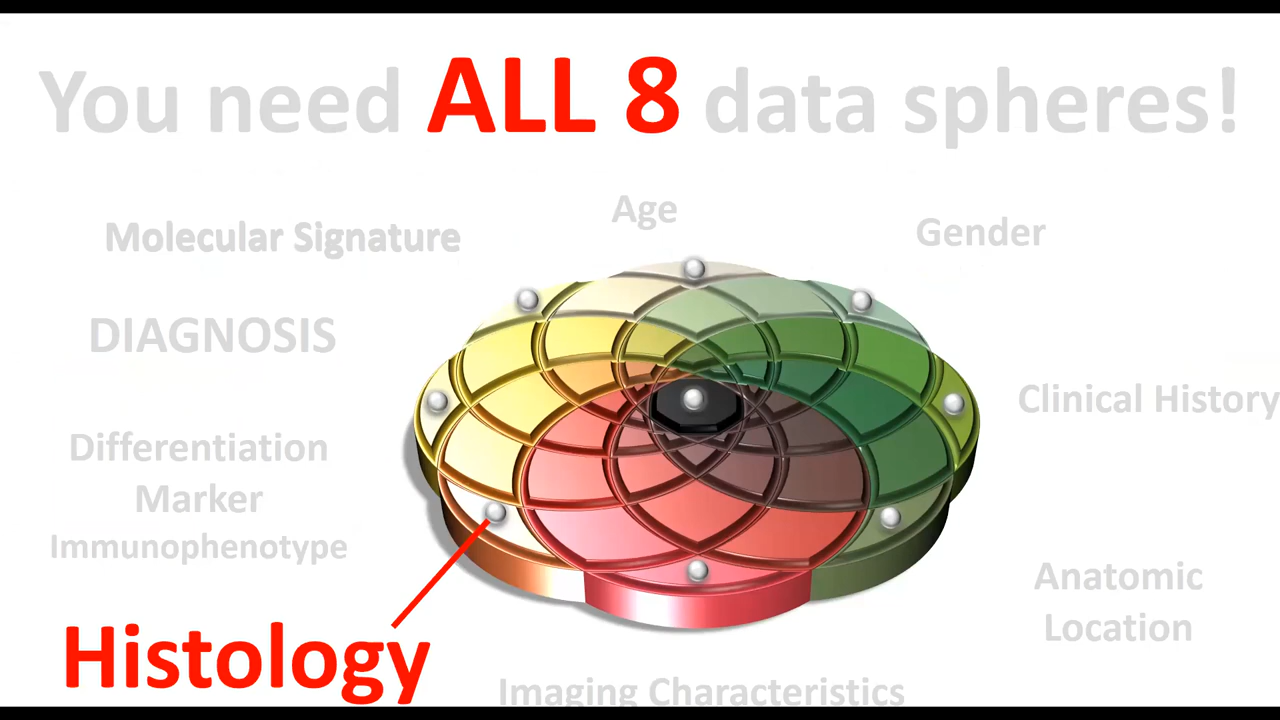 You need ALL 8 data spheres!
Age
Molecular Signature
Gender
DIAGNOSIS
Clinical History
Differentiation
Marker
Immunophenotype
Anatomic
Location
Histology
Imaging Characteristics